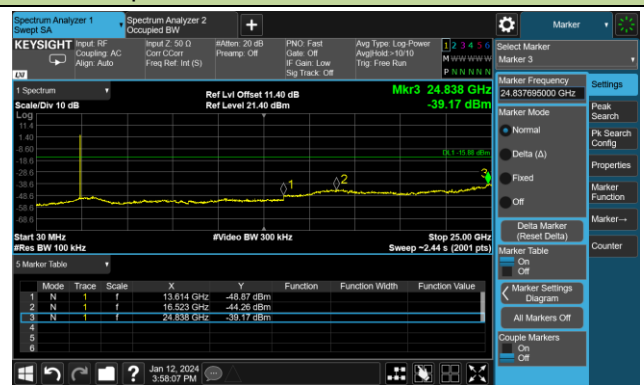 Spectrum Analyzer 1
Swept SA
Spectrum Analyzer 2
Occupied BW
Marker
KEYSIGHT
Input: RF
Coupling: AC
Align: Auto
Input Z: 50 Ω
Corr CCorr
Freq Ref: Int (S)
#Atten: 20 dB
Preamp: Off
PNO: Fast
Gate: Off
IF Gain: Low
Sig Track: Off
Avg Type: Log-Power
Avg|Hold:>10/10
Trig: Free Run
1 2 3 4 5 6
M W W W W W
P N N N N N
LXI
1 Spectrum
Scale/Div 10 dB
Ref Lvl Offset 11.40 dB
Ref Level 21.40 dBm
Mkr3 24.838 GHz
-39.17 dBm
Log
11.4
1.40
-8.60
-18.6
-28.6
-38.6
-48.6
-58.6
-68.6
DL1 -15.88 dBm
1
2
3
Start 30 MHz
#Res BW 100 kHz
#Video BW 300 kHz
Stop 25.00 GHz
Sweep ~2.44 s (2001 pts)
5 Marker Table
Mode Trace Scale X Y Function Function Width Function Value
1 N 1 f 13.614 GHz -48.87 dBm
2 N 1 f 16.523 GHz -44.26 dBm
3 N 1 f 24.838 GHz -39.17 dBm
4
5
6
Jan 12, 2024
3:58:07 PM
Select Marker
Marker 3
Marker Frequency
24.837695000 GHz
Marker Mode
Normal
Delta (Δ)
Fixed
Off
Delta Marker
(Reset Delta)
Marker Table
On
Off
Marker Settings
Diagram
All Markers Off
Couple Markers
On
Off
Settings
Peak
Search
Pk Search
Config
Properties
Marker
Function
Marker→
Counter